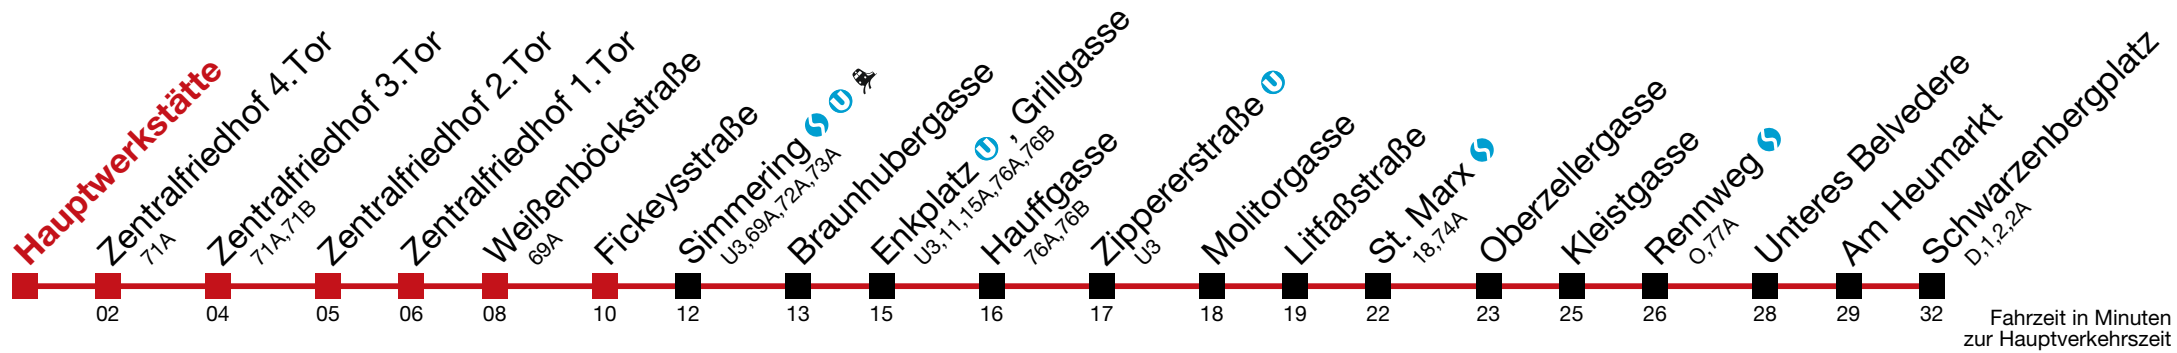 Hauptwerkstätte
Zentralfriedhof 4.Tor
71A
Zentralfriedhof 3.Tor
71A,71B
Zentralfriedhof 2.Tor
Zentralfriedhof 1.Tor
Weißenböckstraße
69A
Fickeysstraße
Simmering
U3,69A,72A,73A
Braunhubergasse
Enkplatz U , Grillgasse
U3,11,15A,76A,76B
Hauffgasse
76A,76B
Zippererstraße U
U3
Molitorgasse
Litfaßstraße
St. Marx
18,74A
Oberzellergasse
Kleistgasse
Rennweg
O,77A
Unteres Belvedere
Am Heumarkt
Schwarzenbergplatz
D,1,2,2A
02 04 05 06 08 10 12 13 15 16 17 18 19 22 23 25 26 28 29 32
Fahrzeit in Minuten
zur Hauptverkehrszeit